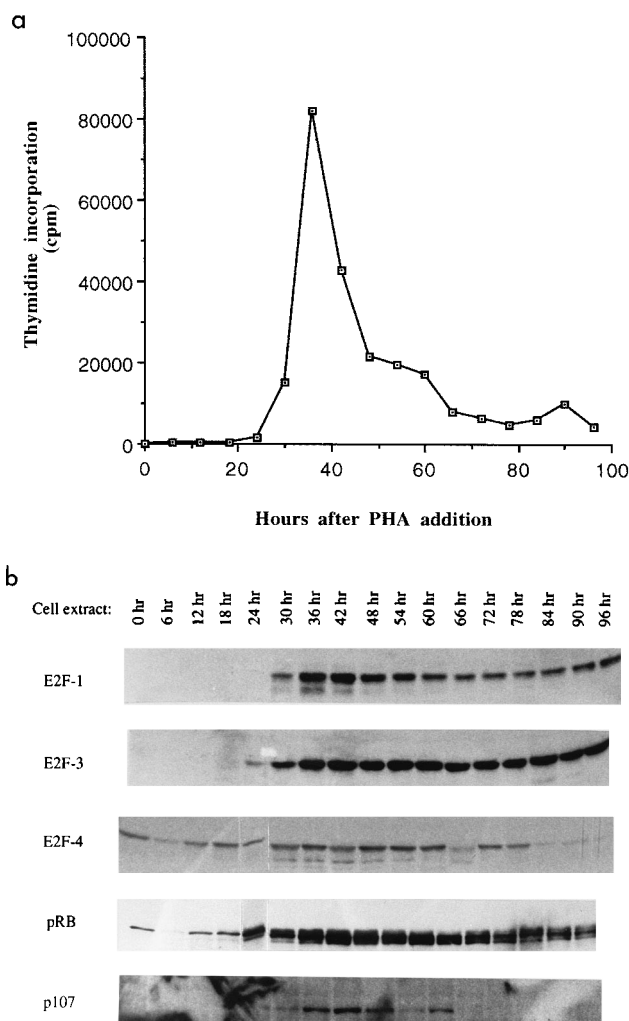 a
100000
80000
60000
40000
20000
0
Thymidine incorporation
(cpm)
0 20 40 60 80 100
Hours after PHA addition
b
Cell extract: 0 hr 6 hr 12 hr 18 hr 24 hr 30 hr 36 hr 42 hr 48 hr 54 hr 60 hr 66 hr 72 hr 78 hr 84 hr 90 hr 96 hr
E2F-1
E2F-3
E2F-4
pRB
p107